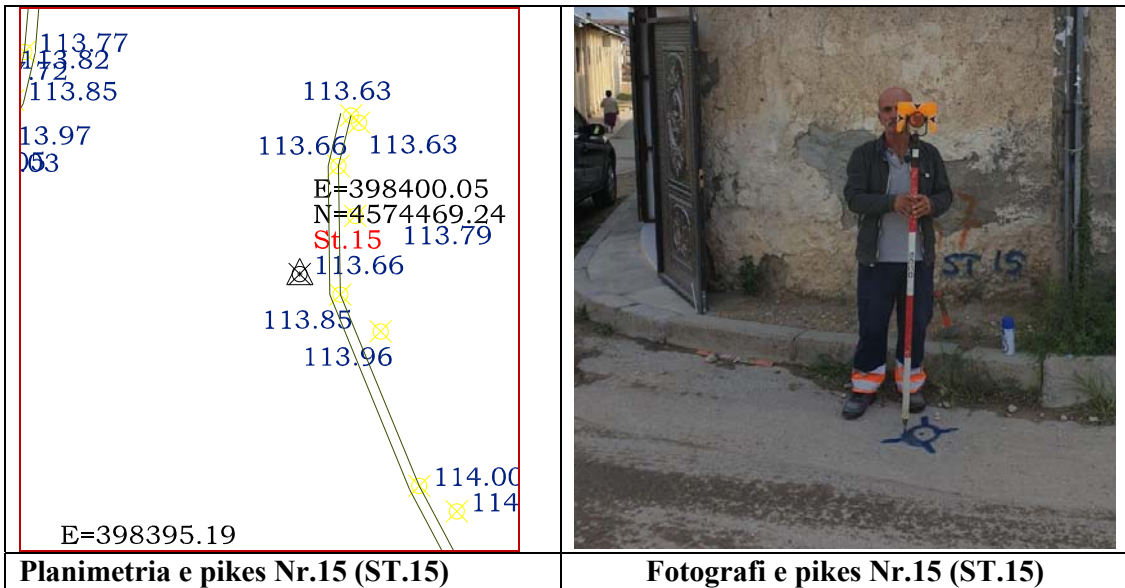 113.77
113.82
.72
113.85
13.97
05
.03
113.63
113.66
113.63
E=398400.05
N=4574469.24
St.15
113.79
113.66
113.85
113.96
114.00
114
E=398395.19
ST 15
Planimetria e pikes Nr.15 (ST.15)
Fotografi e pikes Nr.15 (ST.15)